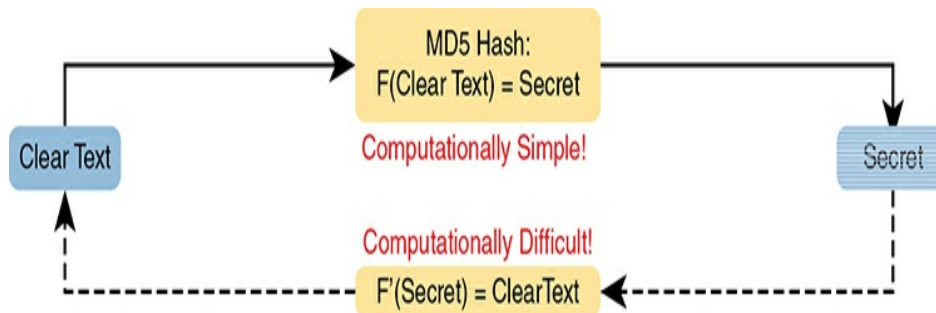 MD5 Hash:
F(Clear Text) = Secret
Computationally Simple!
Clear Text
Secret
Computationally Difficult!
F'(Secret) = ClearText